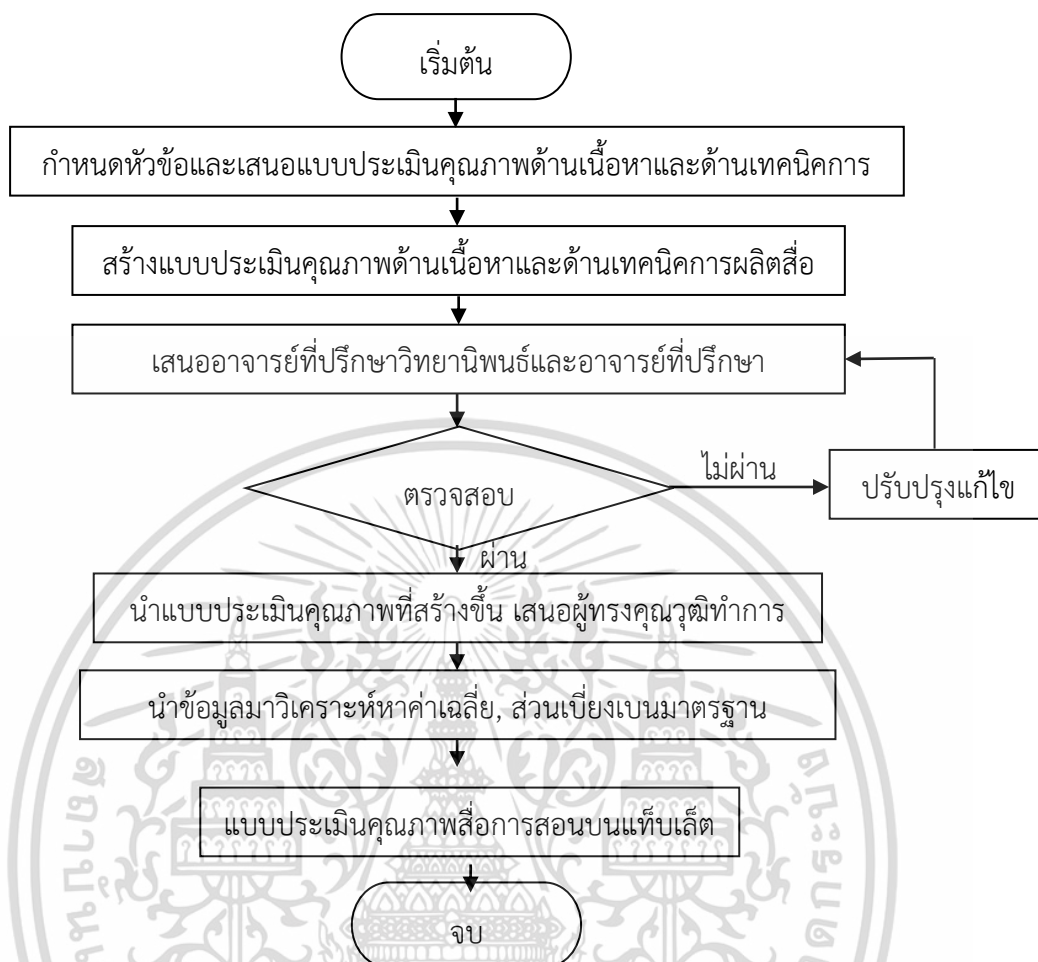 เริ่มต้น
กำหนดหัวข้อและเสนอแบบประเมินคุณภาพด้านเนื้อหาและด้านเทคนิคการ
สร้างแบบประเมินคุณภาพด้านเนื้อหาและด้านเทคนิคการผลิตสื่อ
เสนออาจารย์ที่ปรึกษาวิทยานิพนธ์และอาจารย์ที่ปรึกษา
ตรวจสอบ
ไม่ผ่าน
ปรับปรุงแก้ไข
ผ่าน
นำแบบประเมินคุณภาพที่สร้างขึ้น เสนอผู้ทรงคุณวุฒิทำการ
นำข้อมูลมาวิเคราะห์หาค่าเฉลี่ย, ส่วนเบี่ยงเบนมาตรฐาน
แบบประเมินคุณภาพสื่อการสอนบนแท็บเล็ต
จบ